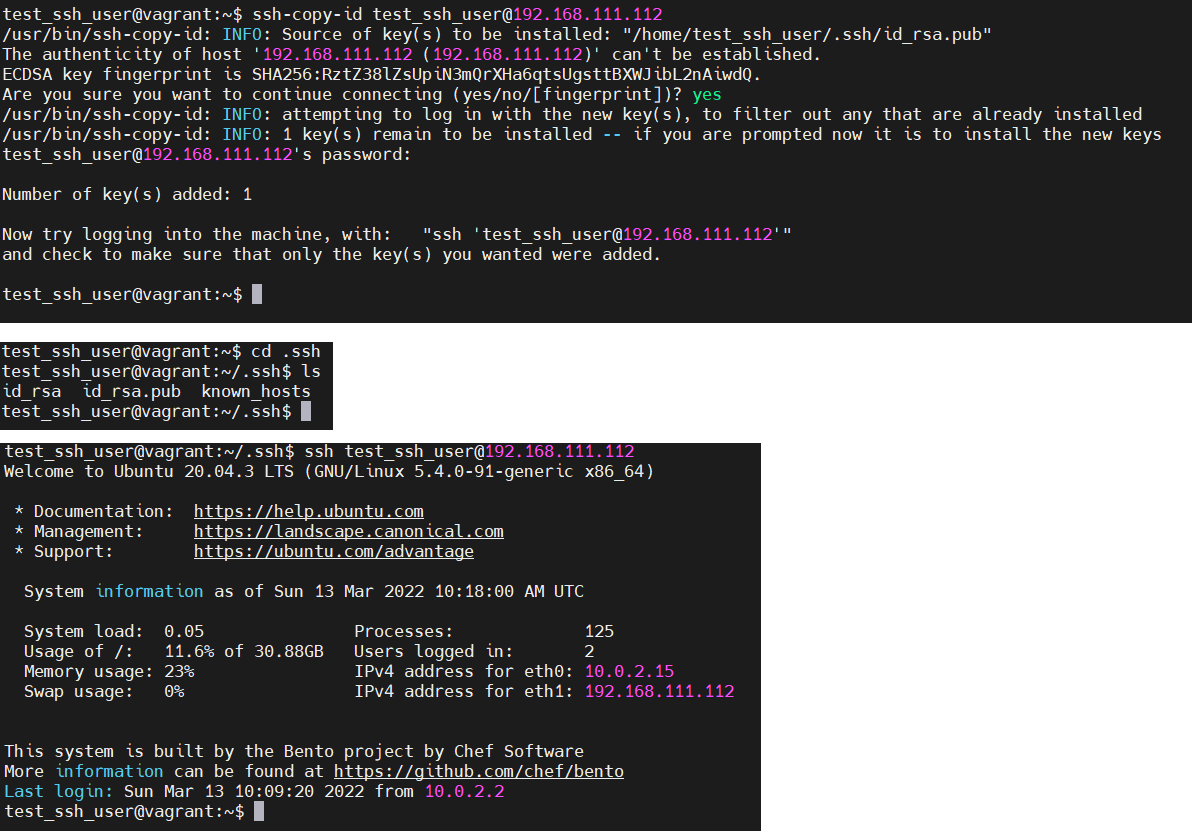 test_ssh_user@vagrant:~$ ssh-copy-id test_ssh_user@192.168.111.112
/usr/bin/ssh-copy-id: INFO: Source of key(s) to be installed: "/home/test_ssh_user/.ssh/id_rsa.pub"
The authenticity of host '192.168.111.112 (192.168.111.112)' can't be established.
ECDSA key fingerprint is SHA256:RztZ38lZsUpiN3mQrXHa6qtsUgsttBXWJibL2nAiwdQ.
Are you sure you want to continue connecting (yes/no/[fingerprint])? yes
/usr/bin/ssh-copy-id: INFO: attempting to log in with the new key(s), to filter out any that are already installed
/usr/bin/ssh-copy-id: INFO: 1 key(s) remain to be installed -- if you are prompted now it is to install the new keys
test_ssh_user@192.168.111.112's password:
Number of key(s) added: 1
Now try logging into the machine, with:   "ssh 'test_ssh_user@192.168.111.112'"
and check to make sure that only the key(s) you wanted were added.
test_ssh_user@vagrant:~$
test_ssh_user@vagrant:~$ cd .ssh
test_ssh_user@vagrant:~/.ssh$ ls
id_rsa  id_rsa.pub  known_hosts
test_ssh_user@vagrant:~/.ssh$
test_ssh_user@vagrant:~/.ssh$ ssh test_ssh_user@192.168.111.112
Welcome to Ubuntu 20.04.3 LTS (GNU/Linux 5.4.0-91-generic x86_64)
* Documentation:  https://help.ubuntu.com
* Management:     https://landscape.canonical.com
* Support:        https://ubuntu.com/advantage
System information as of Sun 13 Mar 2022 10:18:00 AM UTC
System load:  0.05               Processes:             125
Usage of /:   11.6% of 30.88GB   Users logged in:       2
Memory usage: 23%                IPv4 address for eth0: 10.0.2.15
Swap usage:   0%                 IPv4 address for eth1: 192.168.111.112
This system is built by the Bento project by Chef Software
More information can be found at https://github.com/chef/bento
Last login: Sun Mar 13 10:09:20 2022 from 10.0.2.2
test_ssh_user@vagrant:~$